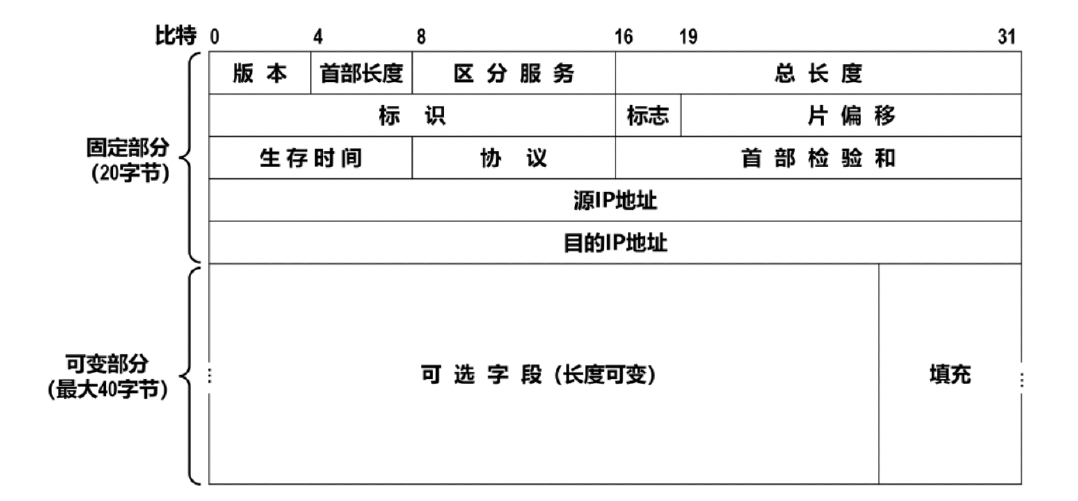 比特 0 4 8 16 19 31
版 本 首部长度 区 分 服 务 总 长 度
标 识 标志 片 偏 移
固定部分
(20字节)
生 存 时 间 协 议 首 部 检 验 和
源IP地址
目的IP地址
可变部分
(最大40字节)
可 选 字 段 (长度可变) 填充